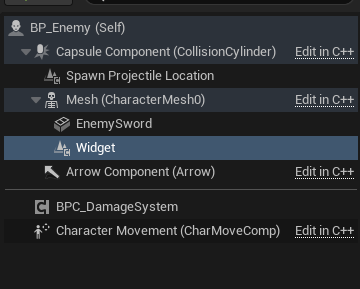 BP_Enemy (Self)
Capsule Component (CollisionCylinder) Edit in C++
Spawn Projectile Location
Mesh (CharacterMesh0) Edit in C++
EnemySword
Widget
Arrow Component (Arrow) Edit in C++
BPC_DamageSystem
Character Movement (CharMoveComp) Edit in C++